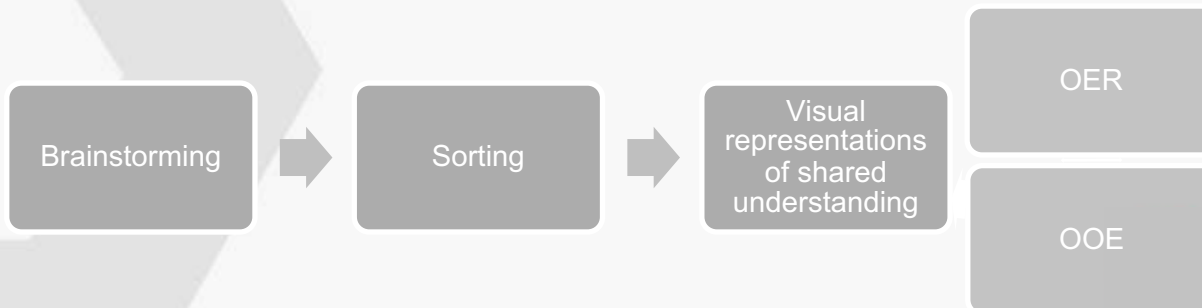 Brainstorming
Sorting
Visual
representations
of shared
understanding
OER
OOE